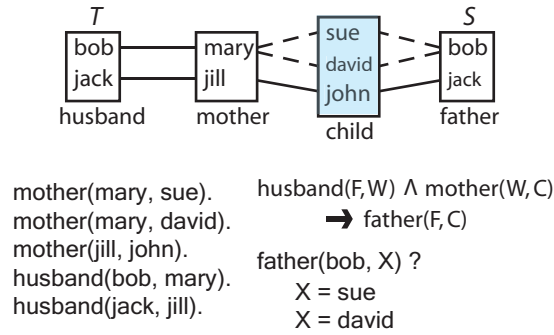 T
S
bob
jack
husband
mary
jill
mother
sue
david
john
child
bob
jack
father
mother(mary, sue).
mother(mary, david).
mother(jill, john).
husband(bob, mary).
husband(jack, jill).
husband(F,W) Λ mother(W,C)
➔ father(F,C)
father(bob, X) ?
X = sue
X = david